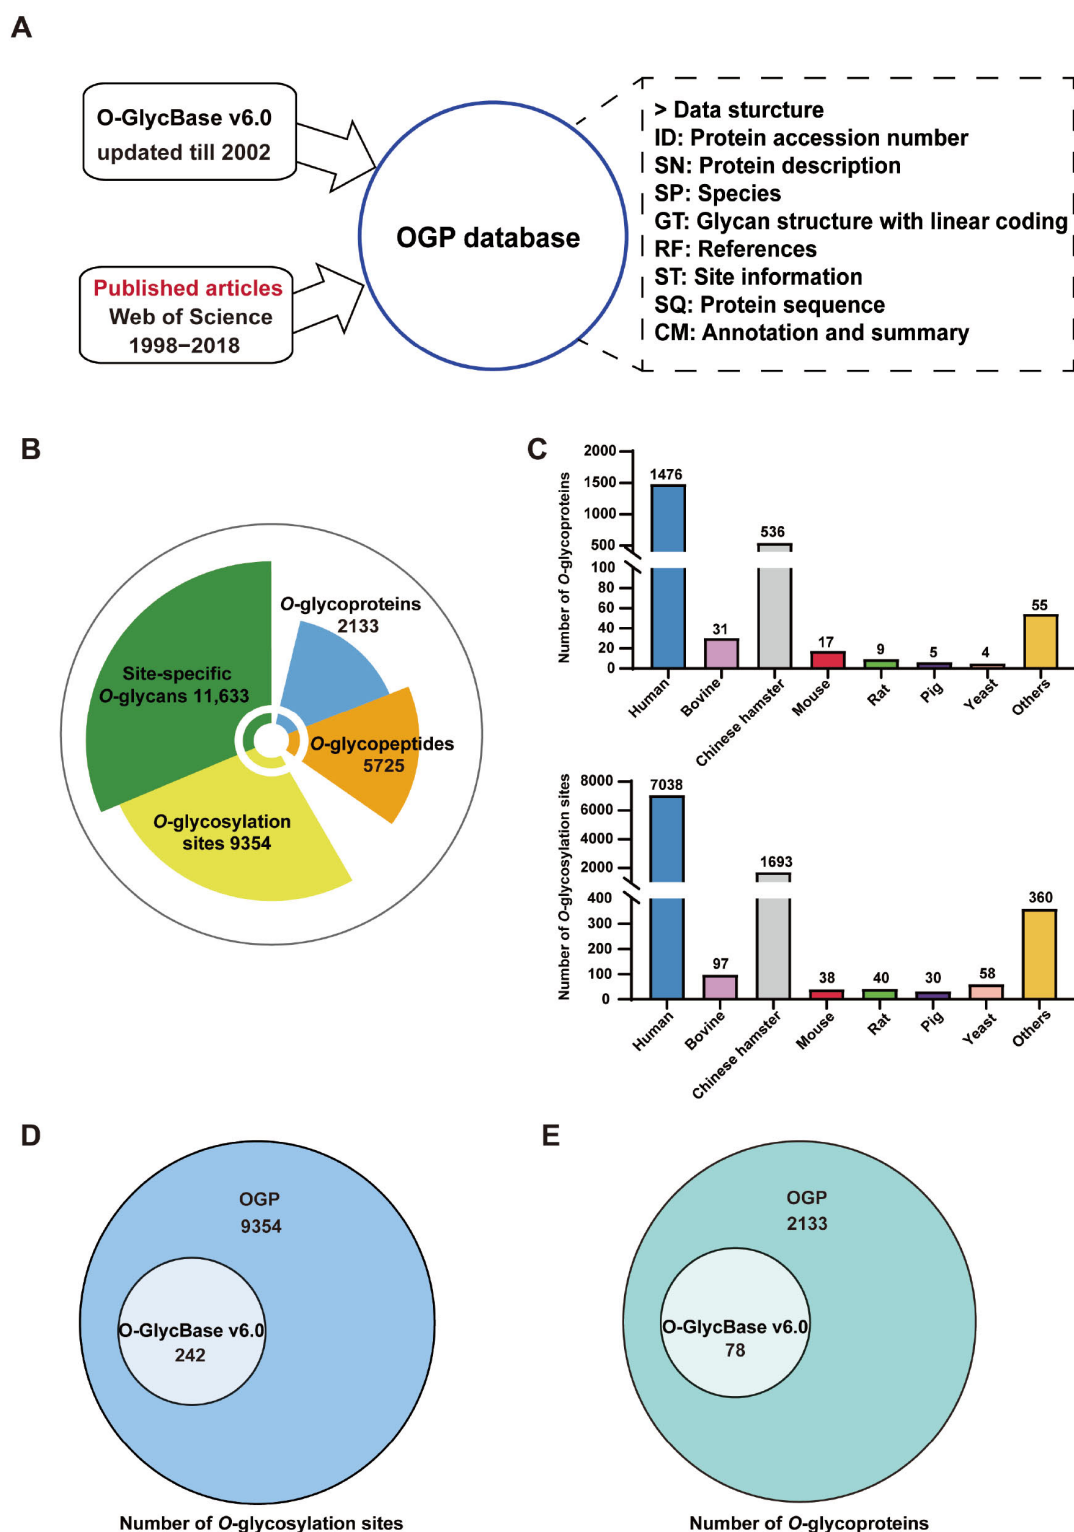 A
O-GlycBase v6.0
updated till 2002
Published articles
Web of Science
1998–2018
OGP database
> Data sturcture
ID: Protein accession number
SN: Protein description
SP: Species
GT: Glycan structure with linear coding
RF: References
ST: Site information
SQ: Protein sequence
CM: Annotation and summary
B
O-glycoproteins
2133
Site-specific
O-glycans 11,633
O-glycopeptides
5725
O-glycosylation
sites 9354
C
Number of O-glycoproteins
2000
1500
1000
500
100
80
60
40
20
0
1476
31
536
17
9
5
4
55
Human
Bovine
Chinese hamster
Mouse
Rat
Pig
Yeast
Others
Number of O-glycosylation sites
8000
6000
4000
2000
400
300
200
100
0
7038
97
1693
38
40
30
58
360
Human
Bovine
Chinese hamster
Mouse
Rat
Pig
Yeast
Others
D
OGP
9354
O-GlycBase v6.0
242
Number of O-glycosylation sites
E
OGP
2133
O-GlycBase v6.0
78
Number of O-glycoproteins